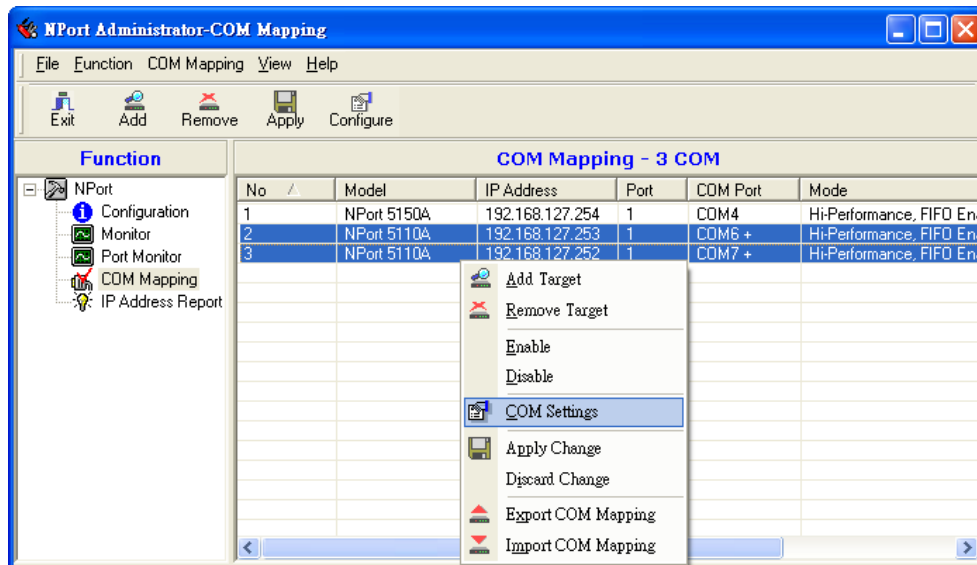 NPort Administrator-COM Mapping
File Function COM Mapping View Help
Exit Add Remove Apply Configure
Function
COM Mapping - 3 COM
NPort
Configuration
Monitor
Port Monitor
COM Mapping
IP Address Report
No Model IP Address Port COM Port Mode
1 NPort 5150A 192.168.127.254 1 COM4 Hi-Performance, FIFO En
2 NPort 5110A 192.168.127.253 1 COM6 + Hi-Performance, FIFO En
3 NPort 5110A 192.168.127.252 1 COM7 + Hi-Performance, FIFO En
Add Target
Remove Target
Enable
Disable
COM Settings
Apply Change
Discard Change
Export COM Mapping
Import COM Mapping